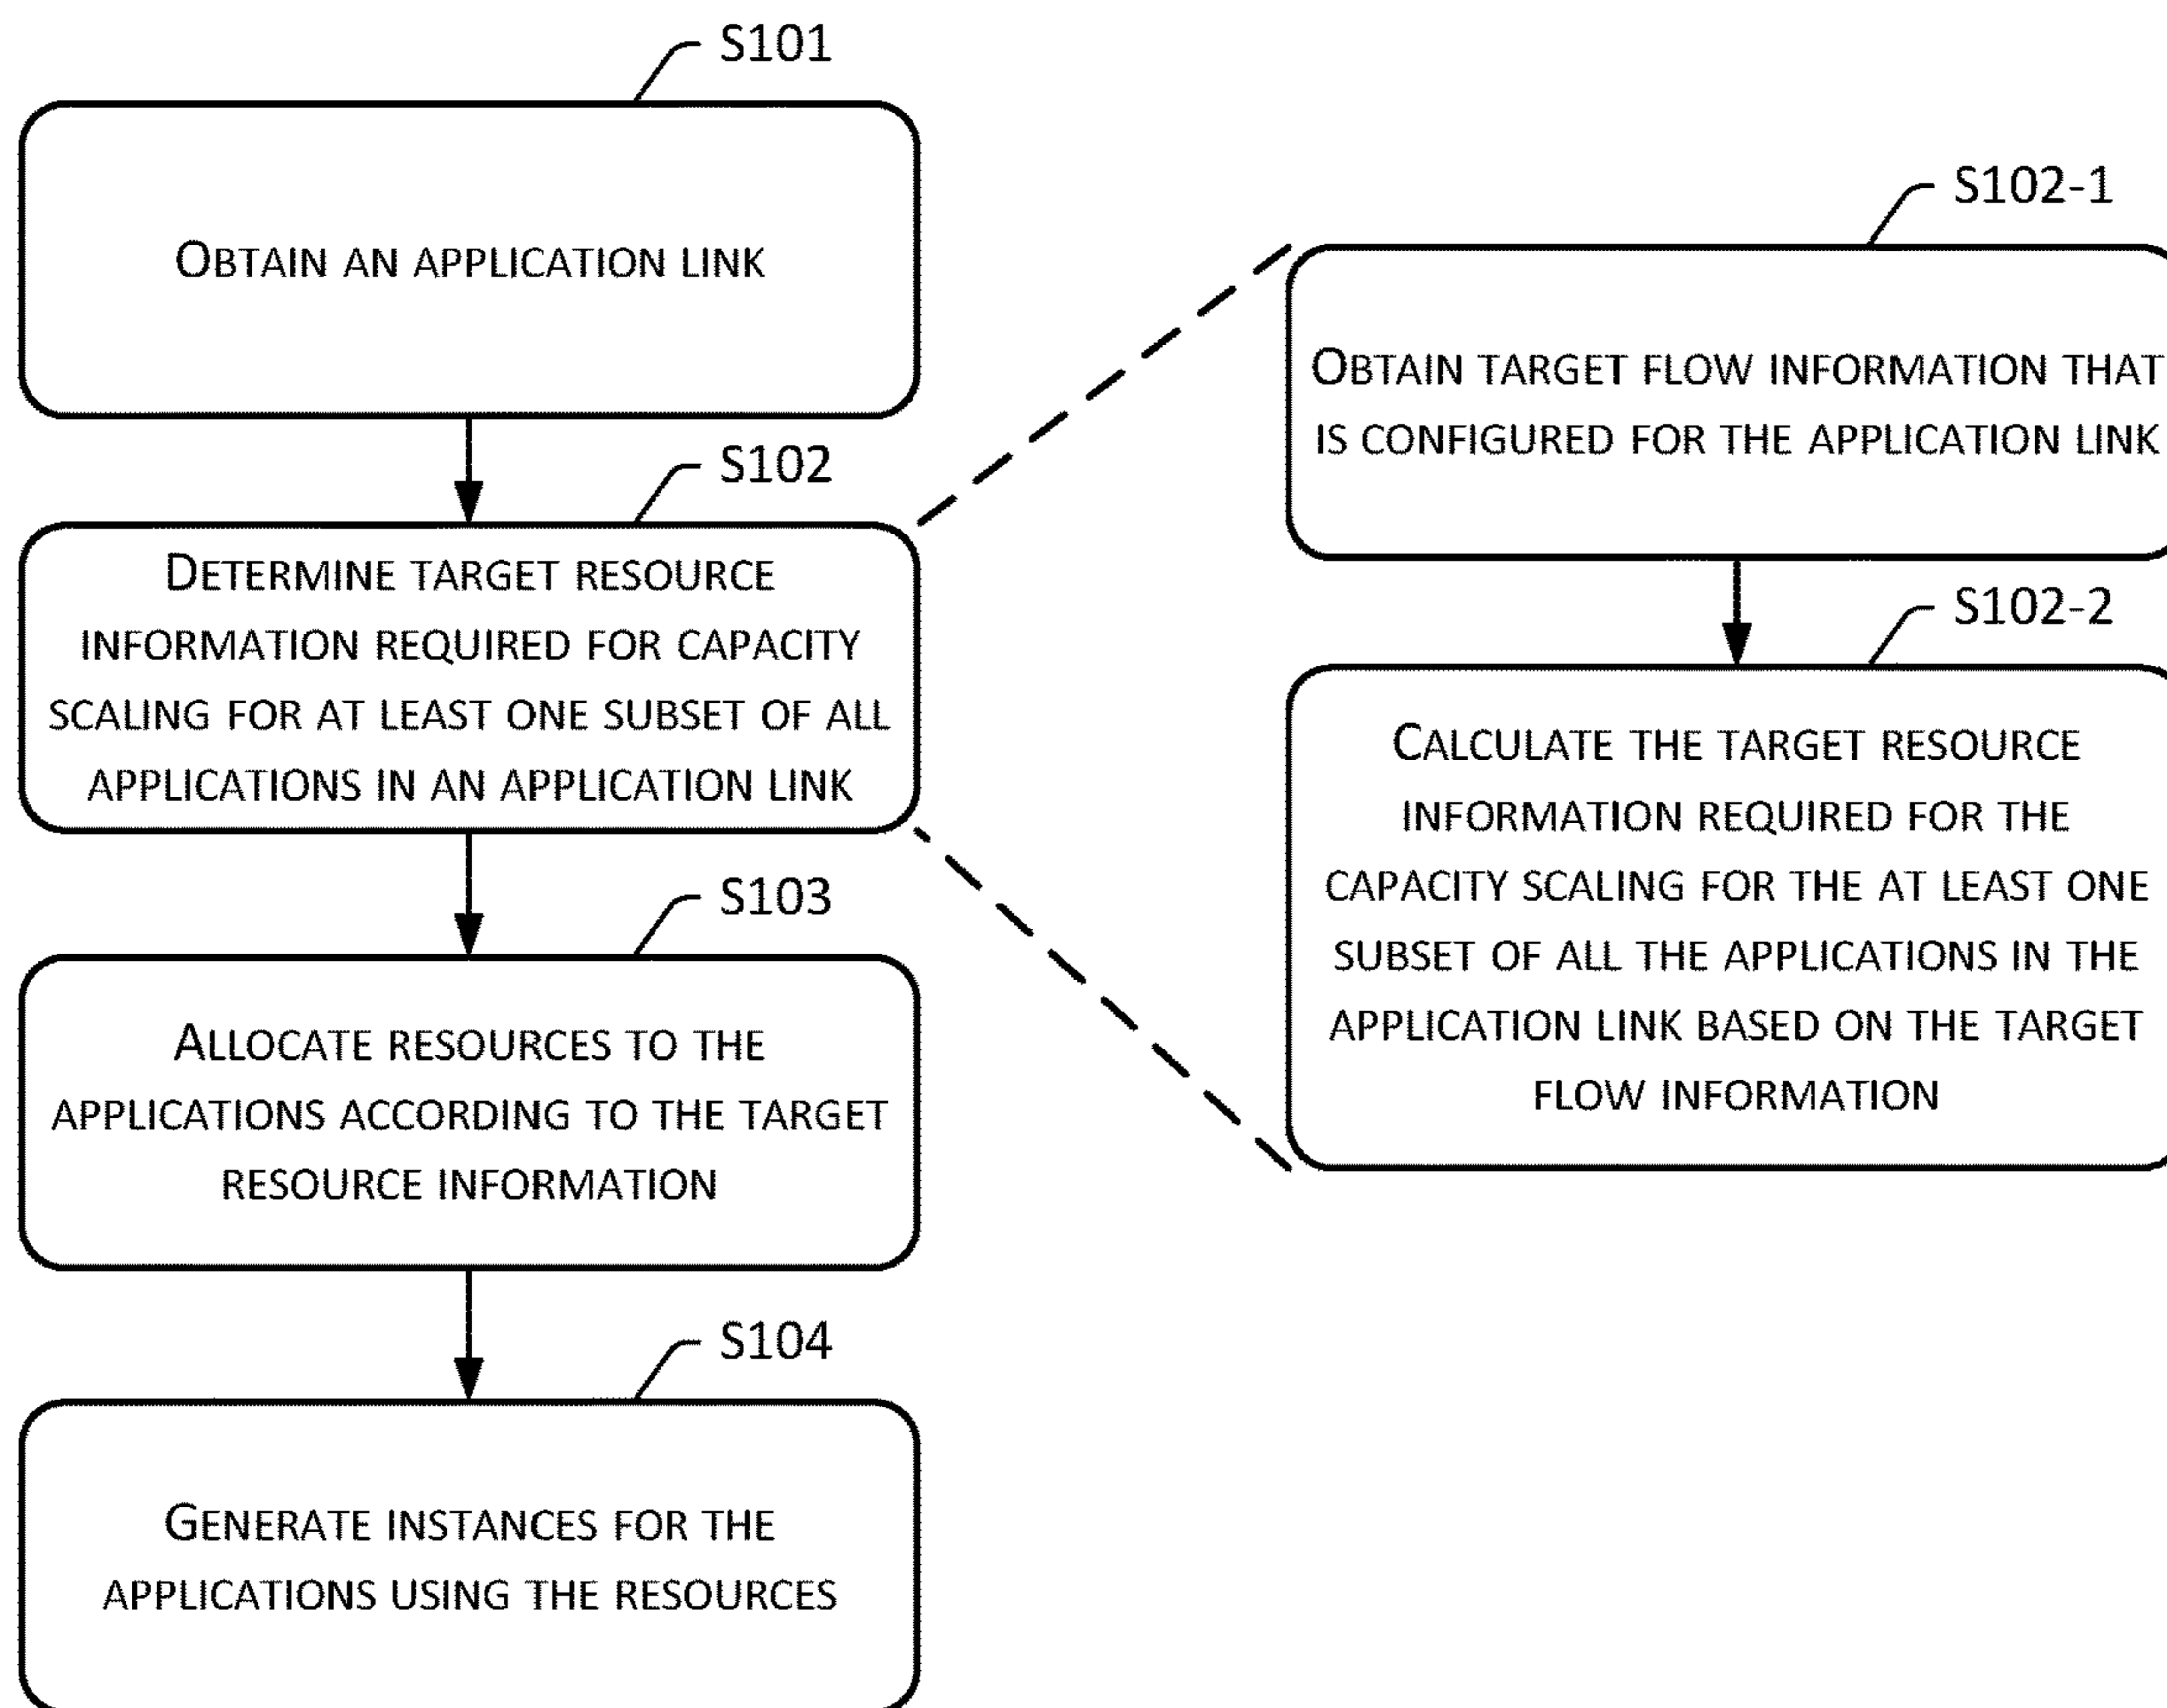 S101
OBTAIN AN APPLICATION LINK
S102
DETERMINE TARGET RESOURCE
INFORMATION REQUIRED FOR CAPACITY
SCALING FOR AT LEAST ONE SUBSET OF ALL
APPLICATIONS IN AN APPLICATION LINK
S103
ALLOCATE RESOURCES TO THE
APPLICATIONS ACCORDING TO THE TARGET
RESOURCE INFORMATION
S104
GENERATE INSTANCES FOR THE
APPLICATIONS USING THE RESOURCES
S102-1
OBTAIN TARGET FLOW INFORMATION THAT
IS CONFIGURED FOR THE APPLICATION LINK
S102-2
CALCULATE THE TARGET RESOURCE
INFORMATION REQUIRED FOR THE
CAPACITY SCALING FOR THE AT LEAST ONE
SUBSET OF ALL THE APPLICATIONS IN THE
APPLICATION LINK BASED ON THE TARGET
FLOW INFORMATION